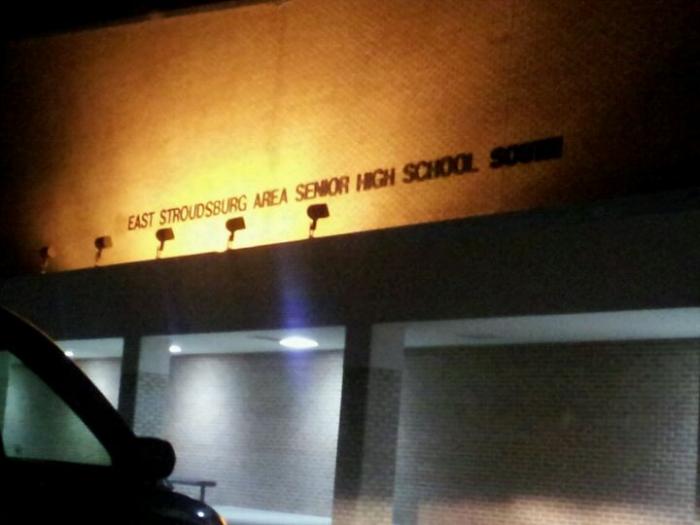 EAST STROUDSBURG AREA SENIOR HIGH SCHOOL SOUTH